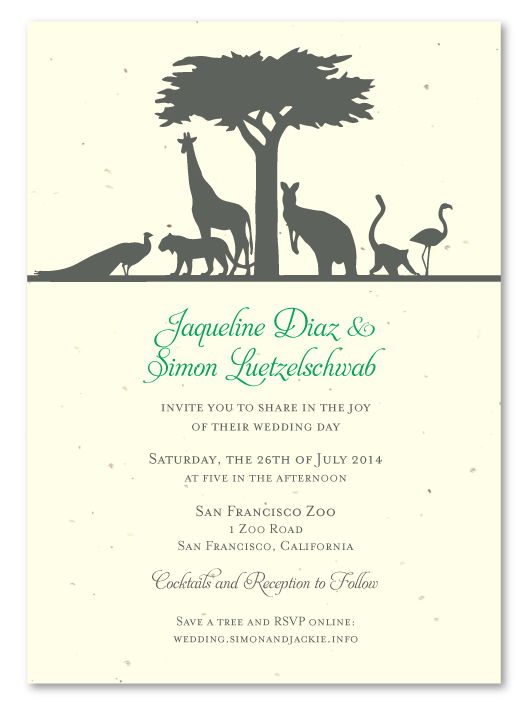 Jaqueline Diaz &
Simon Luetzelschwab
INVITE YOU TO SHARE IN THE JOY
OF THEIR WEDDING DAY
SATURDAY, THE 26TH OF JULY 2014
AT FIVE IN THE AFTERNOON
SAN FRANCISCO ZOO
1 ZOO ROAD
SAN FRANCISCO, CALIFORNIA
Cocktails and Reception to Follow
SAVE A TREE AND RSVP ONLINE:
WEDDING.SIMONANDJACKIE.INFO